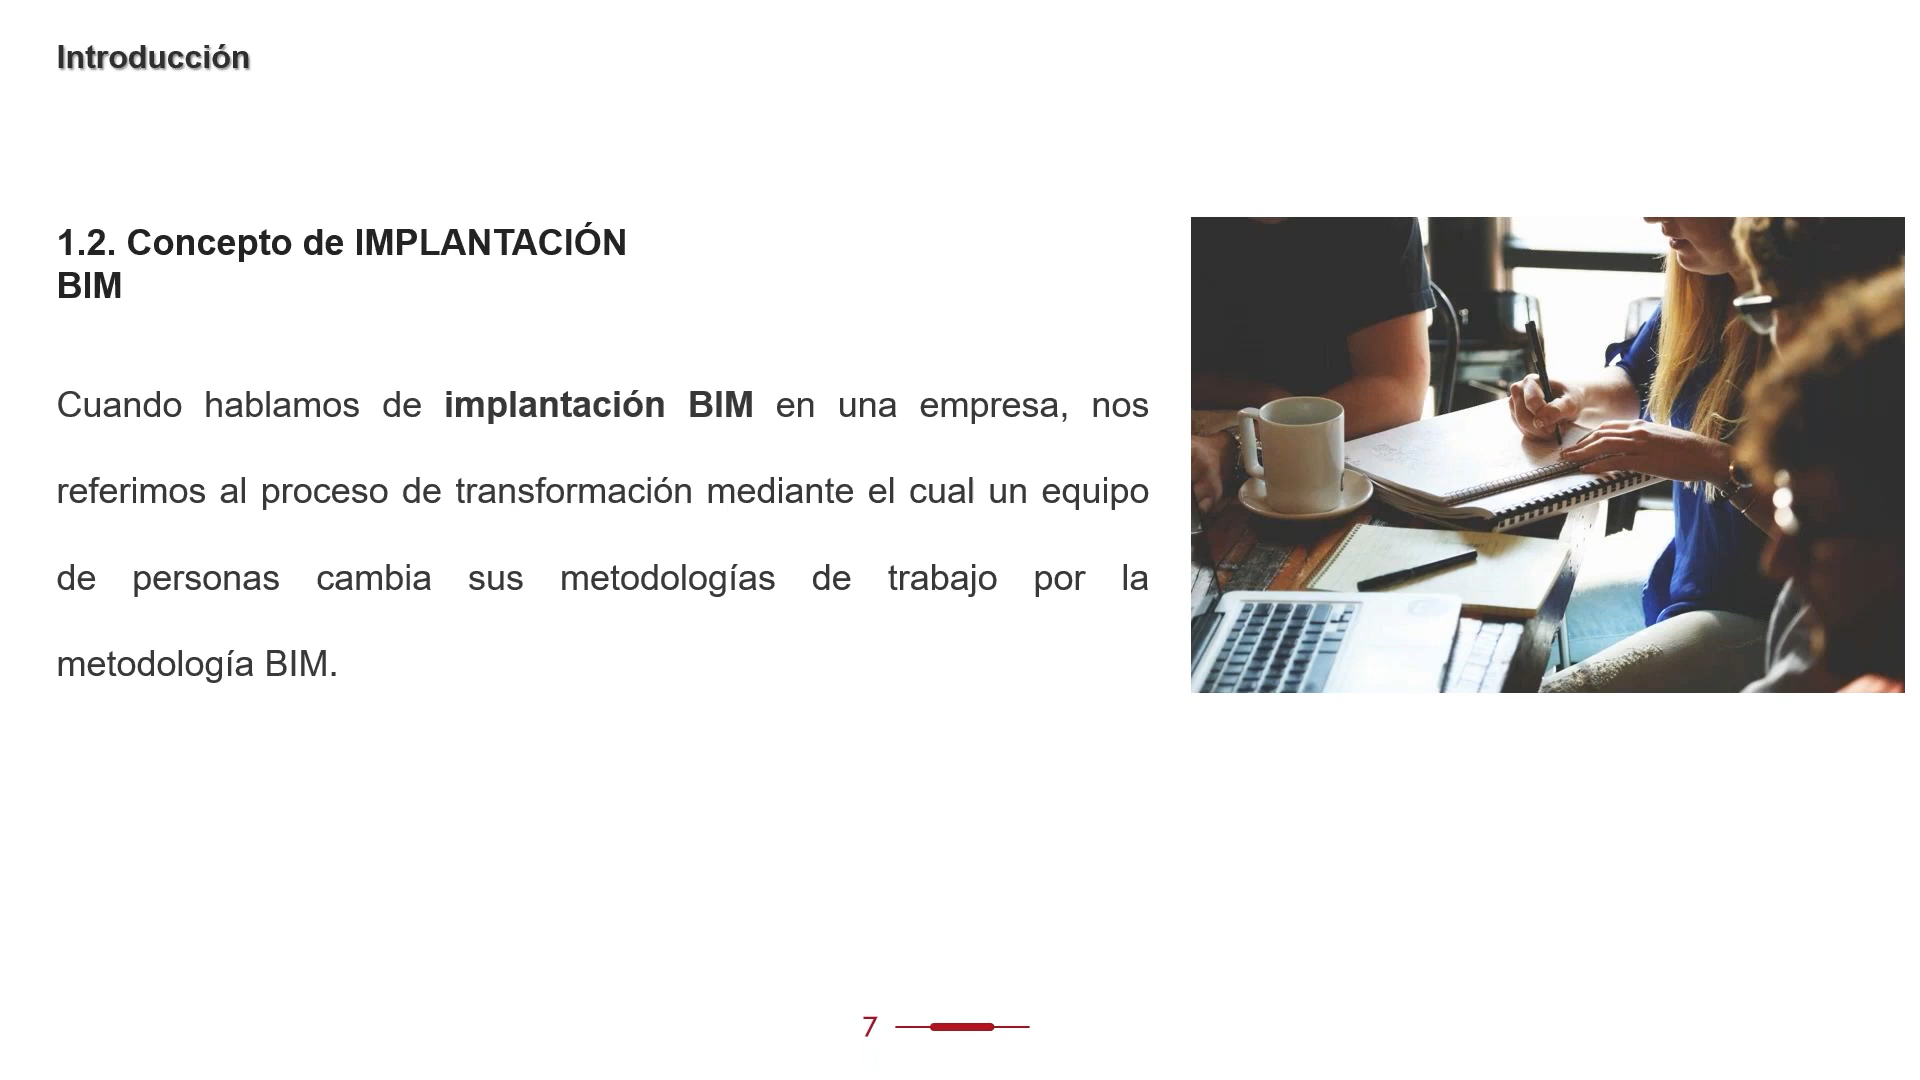 Introducción
1.2. Concepto de IMPLANTACIÓN
BIM
Cuando hablamos de implantación BIM en una empresa, nos
referimos al proceso de transformación mediante el cual un equipo
de personas cambia sus metodologías de trabajo por la
metodología BIM.
7